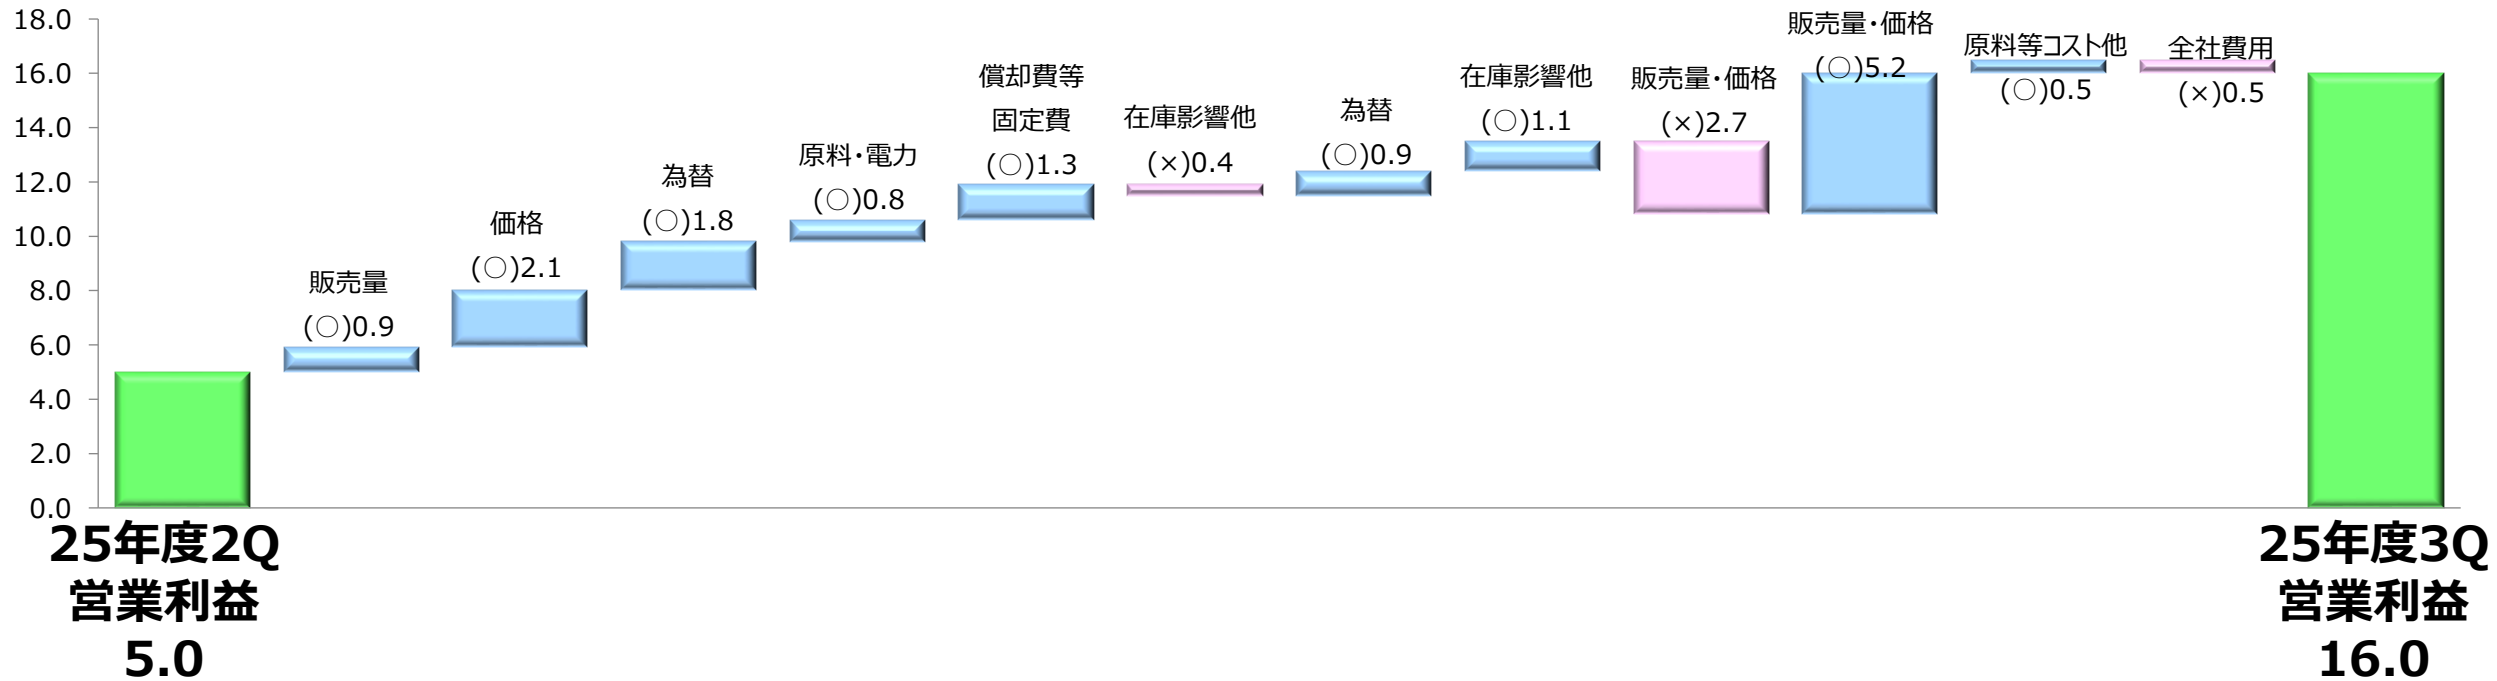 18.0
16.0
14.0
12.0
10.0
8.0
6.0
4.0
2.0
0.0
販売量
(○)0.9
価格
(○)2.1
為替
(○)1.8
原料・電力
(○)0.8
償却費等
固定費
(○)1.3
在庫影響他
(×)0.4
為替
(○)0.9
在庫影響他
(○)1.1
販売量・価格
(×)2.7
販売量・価格
(○)5.2
原料等コスト他
(○)0.5
全社費用
(×)0.5
25年度2Q
営業利益
5.0
25年度3Q
営業利益
16.0